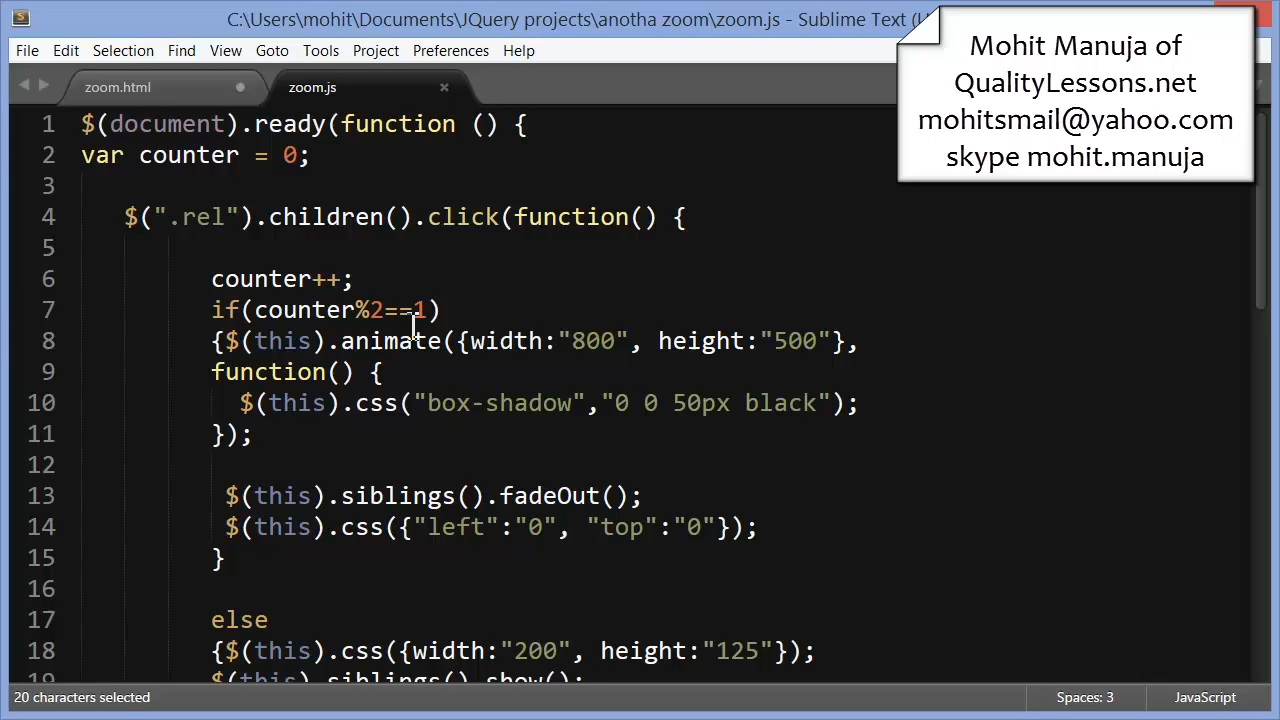 C:\Users\mohit\Documents\JQuery projects\anotha zoom\zoom.js - Sublime Text (
File Edit Selection Find View Goto Tools Project Preferences Help
Mohit Manuja of
QualityLessons.net
mohitsmail@yahoo.com
skype mohit.manuja
zoom.html zoom.js
1 $(document).ready(function () {
2 var counter = 0;
3
4 $(".rel").children().click(function() {
5
6 counter++;
7 if(counter%2==1)
8 {$(this).animate({width:"800", height:"500"},
9 function() {
10 $(this).css("box-shadow","0 0 50px black");
11 });
12
13 $(this).siblings().fadeOut();
14 $(this).css({"left":"0", "top":"0"});
15 }
16
17 else
18 {$(this).css({width:"200", height:"125"});
19 $(this).siblings().show();
20 characters selected Spaces: 3 JavaScript